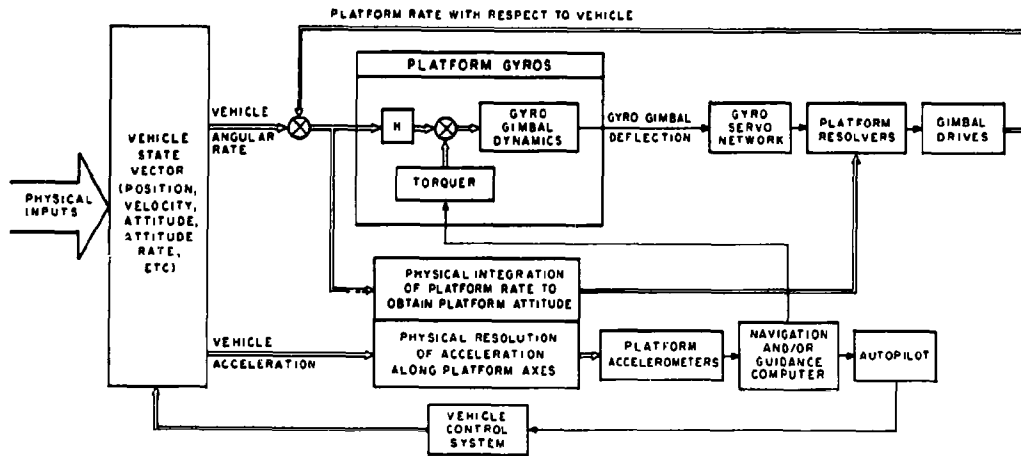 PLATFORM RATE WITH RESPECT TO VEHICLE
PLATFORM GYROS
VEHICLE
ANGULAR
RATE
H
GYRO
GIMBAL
DYNAMICS
GYRO GIMBAL
DEFLECTION
GYRO
SERVO
NETWORK
PLATFORM
RESOLVERS
GIMBAL
DRIVES
TORQUER
PHYSICAL
INPUTS
VEHICLE
STATE
VECTOR
(POSITION,
VELOCITY,
ATTITUDE,
ATTITUDE
RATE,
ETC)
PHYSICAL INTEGRATION
OF PLATFORM RATE TO
OBTAIN PLATFORM ATTITUDE
VEHICLE
ACCELERATION
PHYSICAL RESOLUTION
OF ACCELERATION
ALONG PLATFORM AXES
PLATFORM
ACCELEROMETERS
NAVIGATION
AND/OR
GUIDANCE
COMPUTER
AUTOPILOT
VEHICLE
CONTROL
SYSTEM